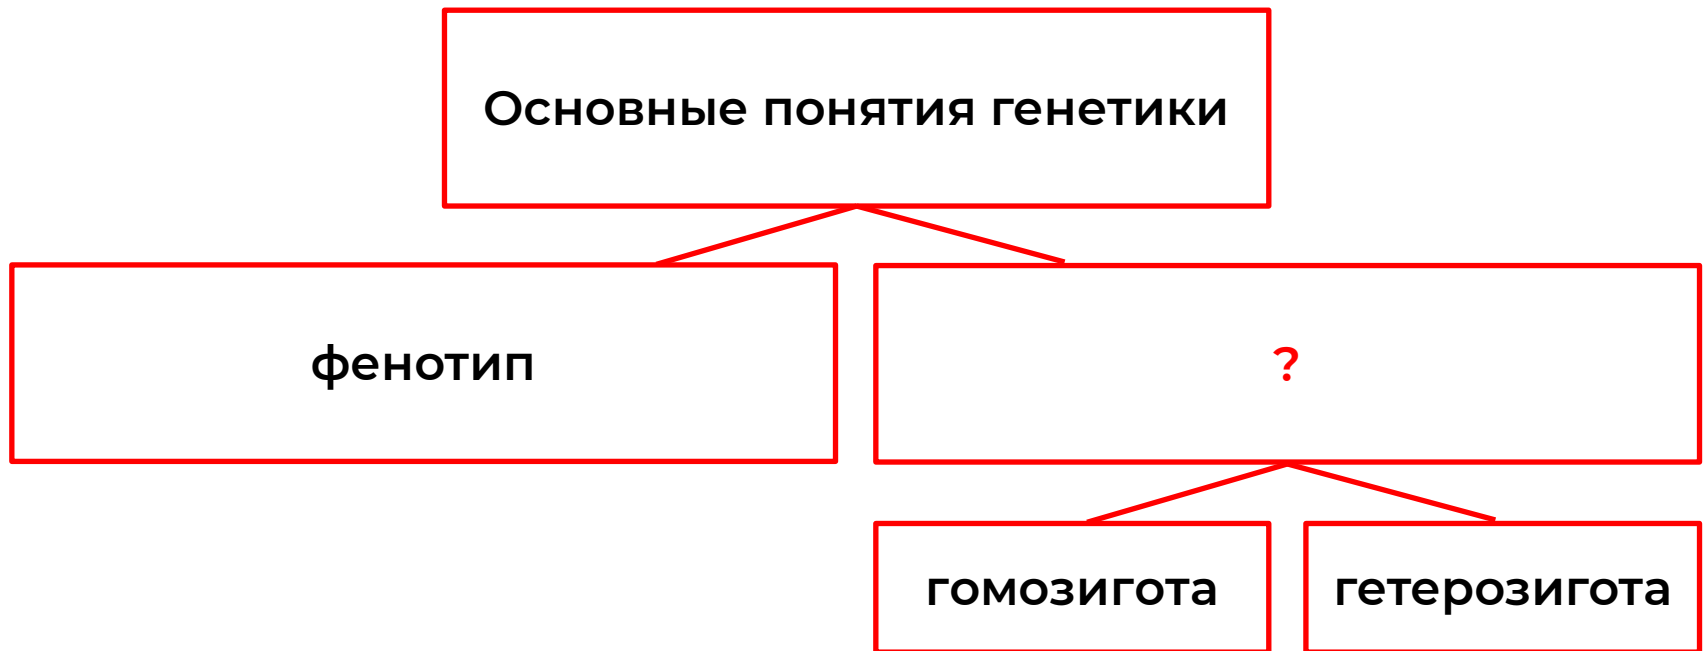 Основные понятия генетики
фенотип
?
гомозигота
гетерозигота